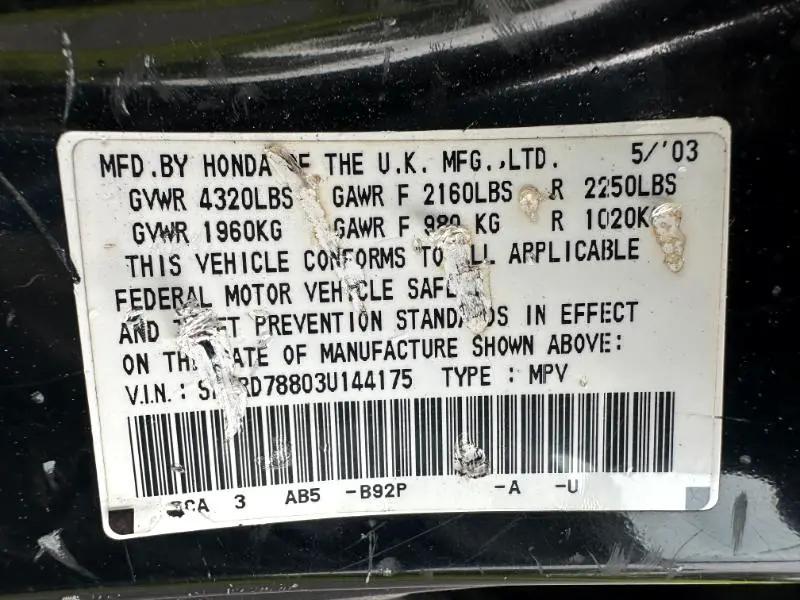 MFD.BY HONDA OF THE U.K. MFG.,LTD. 5/'03
GVWR 4320LBS GAWR F 2160LBS R 2250LBS
GVWR 1960KG GAWR F 980 KG R 1020KG
THIS VEHICLE CONFORMS TO ALL APPLICABLE
FEDERAL MOTOR VEHICLE SAFETY
AND THEFT PREVENTION STANDARDS IN EFFECT
ON THE DATE OF MANUFACTURE SHOWN ABOVE:
V.I.N.: TYPE : MPV
3 AB5 -B92P -A -U